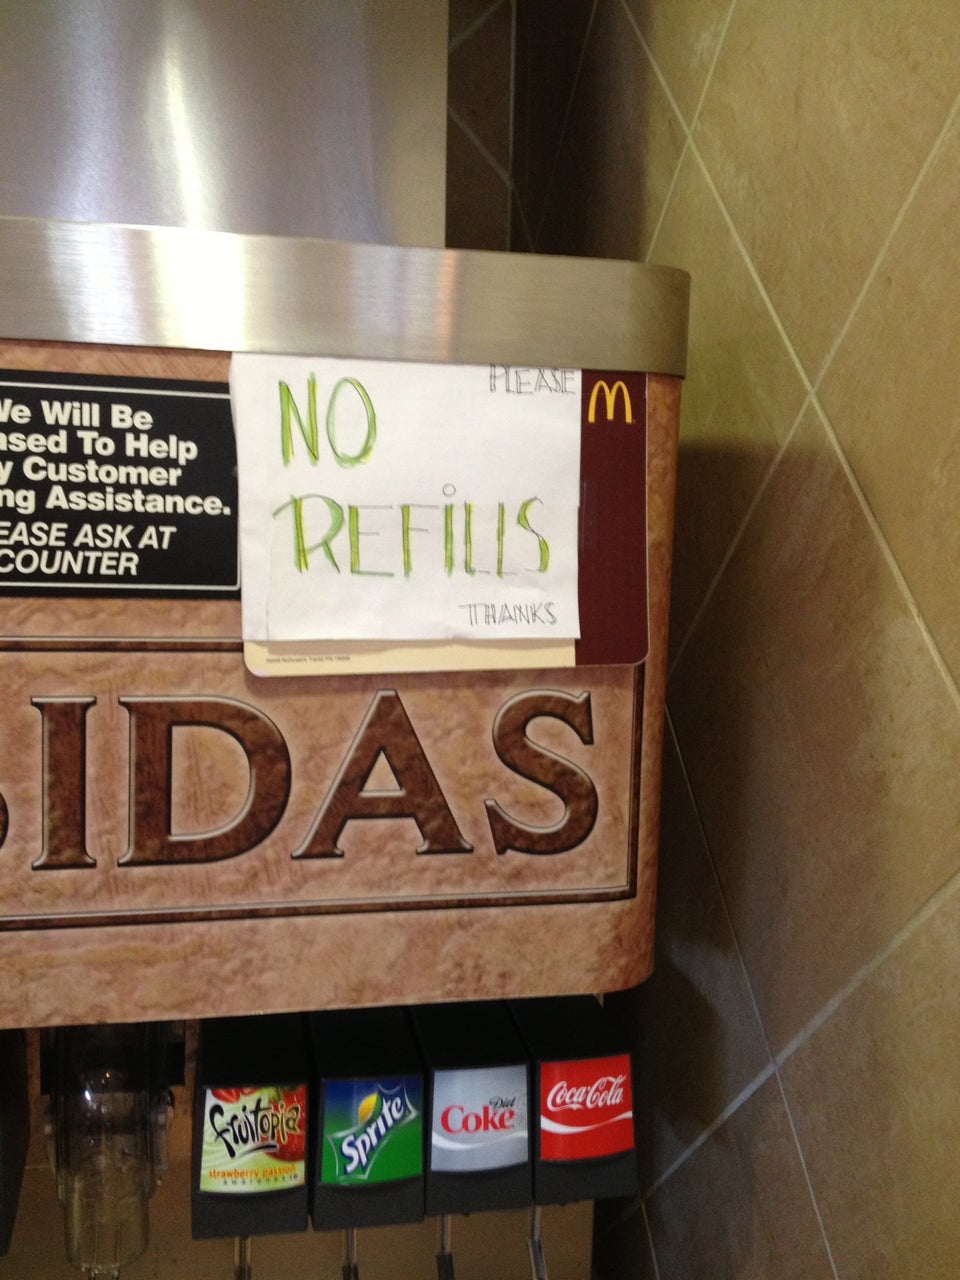 We Will Be
ased To Help
y Customer
ng Assistance.
EASE ASK AT
COUNTER
PLEASE
NO
REFILLS
THANKS
M
IDAS
fruitopia
strawberry passion
awareness
Sprite
Diet
Coke
Coca-Cola